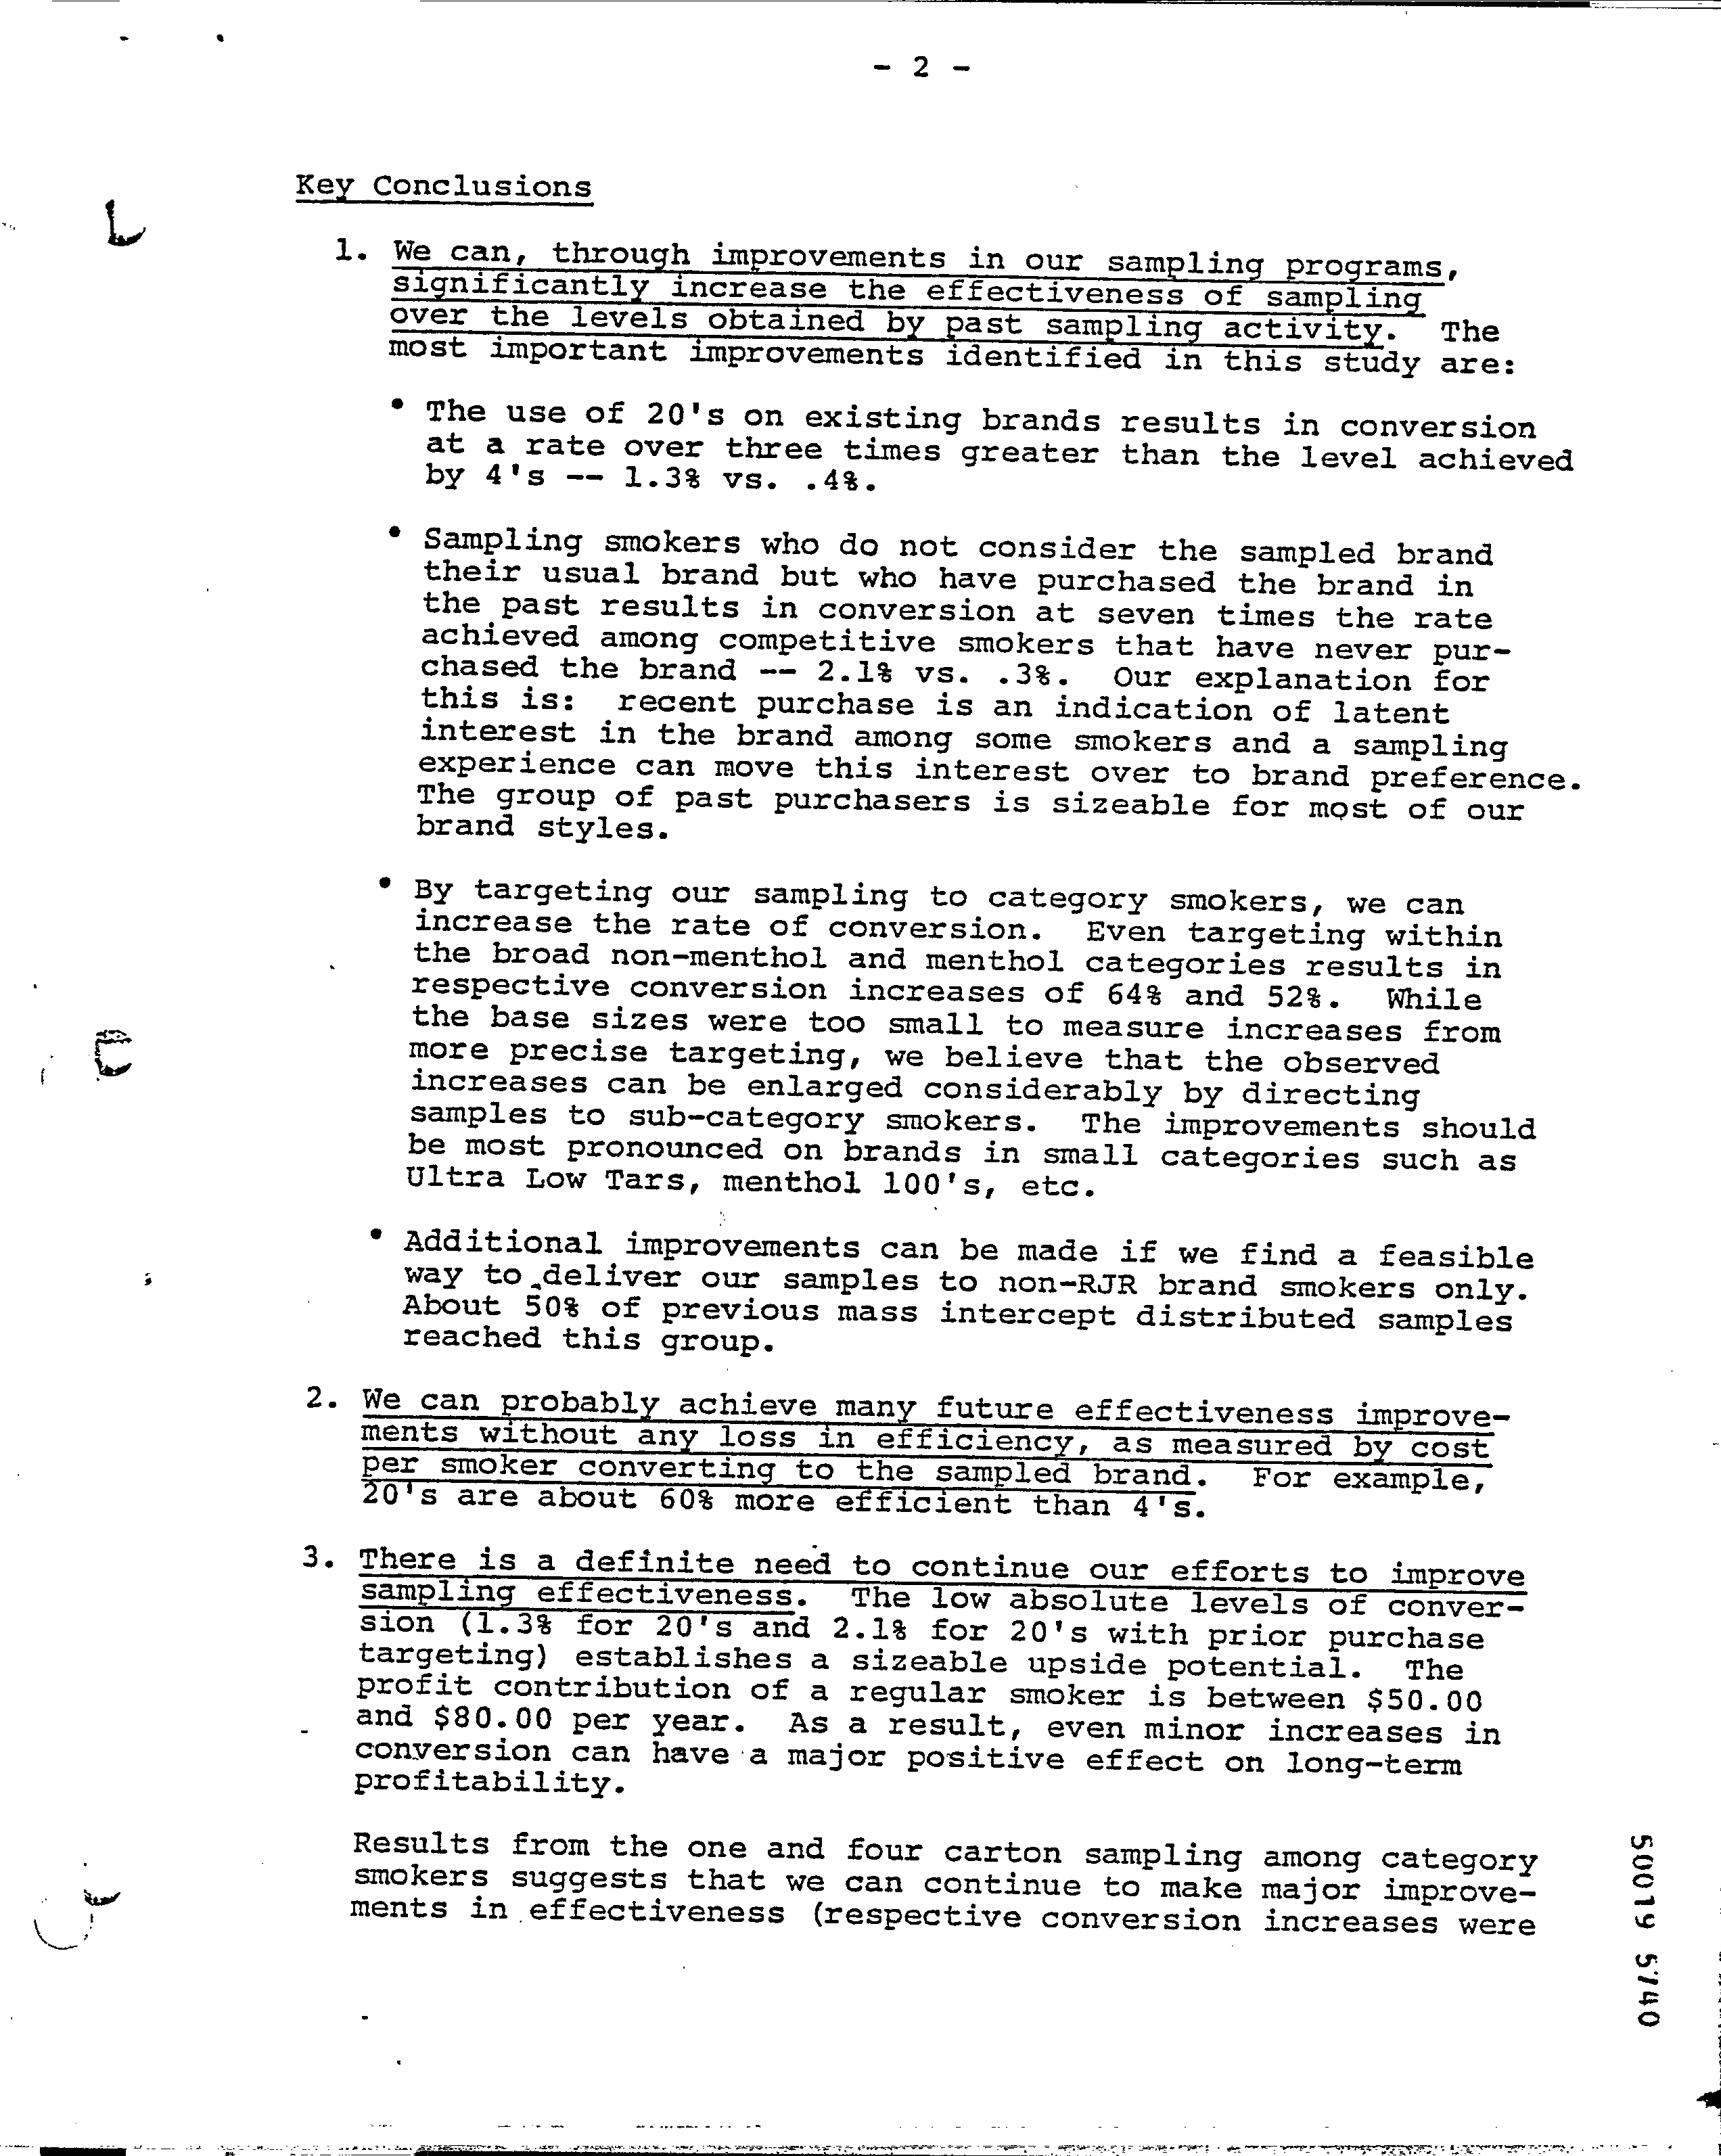 - 2 -
Key Conclusions
1. We can, through improvements in our sampling programs,
significantly increase the effectiveness of sampling
over the levels obtained by past sampling activity. The
most important improvements identified in this study are:
• The use of 20's on existing brands results in conversion
at a rate over three times greater than the level achieved
by 4's -- 1.3% vs. .4%.
• Sampling smokers who do not consider the sampled brand
their usual brand but who have purchased the brand in
the past results in conversion at seven times the rate
achieved among competitive smokers that have never pur-
chased the brand -- 2.1% vs. .3%. Our explanation for
this is: recent purchase is an indication of latent
interest in the brand among some smokers and a sampling
experience can move this interest over to brand preference.
The group of past purchasers is sizeable for most of our
brand styles.
• By targeting our sampling to category smokers, we can
increase the rate of conversion. Even targeting within
the broad non-menthol and menthol categories results in
respective conversion increases of 64% and 52%. While
the base sizes were too small to measure increases from
more precise targeting, we believe that the observed
increases can be enlarged considerably by directing
samples to sub-category smokers. The improvements should
be most pronounced on brands in small categories such as
Ultra Low Tars, menthol 100's, etc.
• Additional improvements can be made if we find a feasible
way to deliver our samples to non-RJR brand smokers only.
About 50% of previous mass intercept distributed samples
reached this group.
2. We can probably achieve many future effectiveness improve-
ments without any loss in efficiency, as measured by cost
per smoker converting to the sampled brand. For example,
20's are about 60% more efficient than 4's.
3. There is a definite need to continue our efforts to improve
sampling effectiveness. The low absolute levels of conver-
sion (1.3% for 20's and 2.1% for 20's with prior purchase
targeting) establishes a sizeable upside potential. The
profit contribution of a regular smoker is between $50.00
and $80.00 per year. As a result, even minor increases in
conversion can have a major positive effect on long-term
profitability.
Results from the one and four carton sampling among category
smokers suggests that we can continue to make major improve-
ments in effectiveness (respective conversion increases were
50019 5740